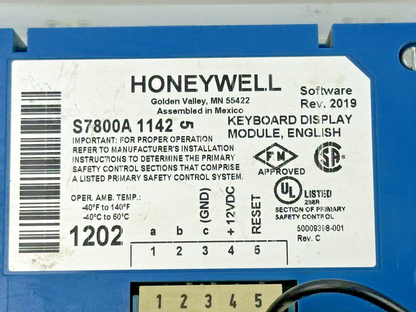 HONEYWELL
Golden Valley, MN 55422
Assembled in Mexico
Software
Rev. 2019
S7800A 1142 5
KEYBOARD DISPLAY
MODULE, ENGLISH
IMPORTANT: FOR PROPER OPERATION
REFER TO MANUFACTURER'S INSTALLATION
INSTRUCTIONS TO DETERMINE THE PRIMARY
SAFETY CONTROL SECTIONS THAT COMPRISE
A LISTED PRIMARY SAFETY CONTROL SYSTEM.
FM
APPROVED
SA
UL LISTED
268R
SECTION OF PRIMARY
SAFETY CONTROL
OPER. AMB. TEMP.:
-40°F to 140°F
-40°C to 60°C
1202
a b c (GND) +12VDC RESET
1 2 3 4 5
50009398-001
Rev. C
1 2 3 4 5